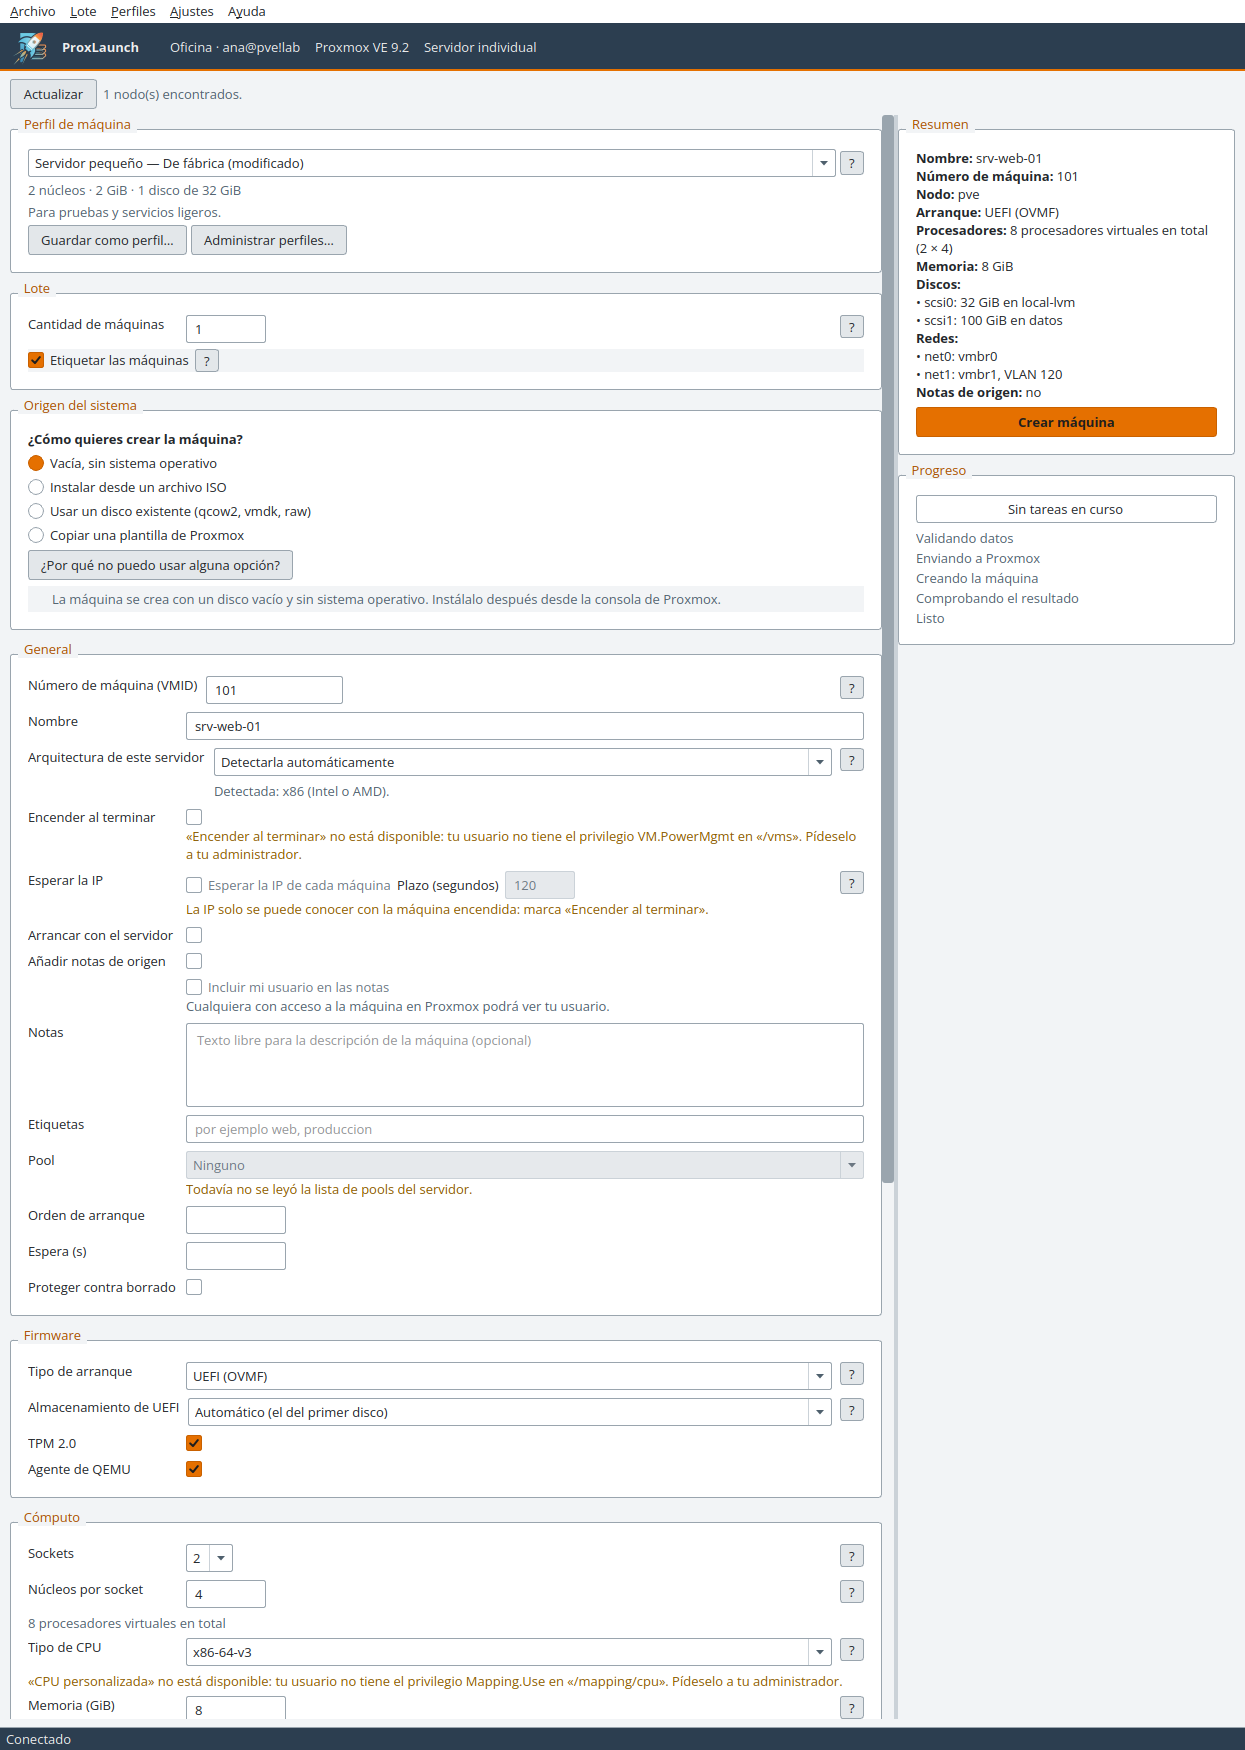 Archivo Lote Perfiles Ajustes Ayuda
ProxLaunch Oficina · ana@pve!lab Proxmox VE 9.2 Servidor individual
Actualizar 1 nodo(s) encontrados.
Perfil de máquina
Servidor pequeño — De fábrica (modificado) ?
2 núcleos · 2 GiB · 1 disco de 32 GiB
Para pruebas y servicios ligeros.
Guardar como perfil... Administrar perfiles...
Lote
Cantidad de máquinas 1 ?
Etiquetar las máquinas ?
Origen del sistema
¿Cómo quieres crear la máquina?
Vacía, sin sistema operativo
Instalar desde un archivo ISO
Usar un disco existente (qcow2, vmdk, raw)
Copiar una plantilla de Proxmox
¿Por qué no puedo usar alguna opción?
La máquina se crea con un disco vacío y sin sistema operativo. Instálalo después desde la consola de Proxmox.
General
Número de máquina (VMID) 101 ?
Nombre srv-web-01
Arquitectura de este servidor Detectarla automáticamente ?
Detectada: x86 (Intel o AMD).
Encender al terminar
«Encender al terminar» no está disponible: tu usuario no tiene el privilegio VM.PowerMgmt en «/vms». Pídeselo
a tu administrador.
Esperar la IP Esperar la IP de cada máquina Plazo (segundos) 120 ?
La IP solo se puede conocer con la máquina encendida: marca «Encender al terminar».
Arrancar con el servidor
Añadir notas de origen
Incluir mi usuario en las notas
Cualquiera con acceso a la máquina en Proxmox podrá ver tu usuario.
Notas Texto libre para la descripción de la máquina (opcional)
Etiquetas por ejemplo web, produccion
Pool Ninguno
Todavía no se leyó la lista de pools del servidor.
Orden de arranque
Espera (s)
Proteger contra borrado
Firmware
Tipo de arranque UEFI (OVMF) ?
Almacenamiento de UEFI Automático (el del primer disco) ?
TPM 2.0
Agente de QEMU
Cómputo
Sockets 2 ?
Núcleos por socket 4 ?
8 procesadores virtuales en total
Tipo de CPU x86-64-v3 ?
«CPU personalizada» no está disponible: tu usuario no tiene el privilegio Mapping.Use en «/mapping/cpu». Pídeselo a tu administrador.
Memoria (GiB) 8 ?
Resumen
Nombre: srv-web-01
Número de máquina: 101
Nodo: pve
Arranque: UEFI (OVMF)
Procesadores: 8 procesadores virtuales en total
(2 × 4)
Memoria: 8 GiB
Discos:
• scsi0: 32 GiB en local-lvm
• scsi1: 100 GiB en datos
Redes:
• net0: vmbr0
• net1: vmbr1, VLAN 120
Notas de origen: no
Crear máquina
Progreso
Sin tareas en curso
Validando datos
Enviando a Proxmox
Creando la máquina
Comprobando el resultado
Listo
Conectado